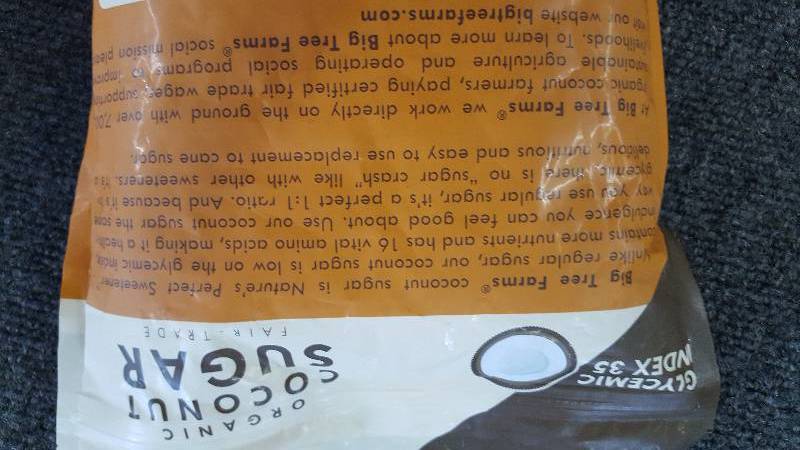 ORGANIC
COCONUT
SUGAR
FAIR-TRADE
GLYCEMIC
INDEX 35
Big Tree Farms® coconut sugar is Nature's Perfect Sweetener
Unlike regular sugar, our coconut sugar is low on the glycemic
contains more nutrients and has 16 vital amino acids, making it a
indulgence you can feel good about. Use our coconut sugar the same
way you use regular sugar, it's a perfect 1:1 ratio. And because it's
glycemic, there is no "sugar crash" like with other sweeteners. It's
delicious, nutritious and easy to use replacement to cane sugar.
At Big Tree Farms® we work directly on the ground with over
organic coconut farmers, paying certified fair trade wages,
sustainable agriculture and operating social programs to
livelihoods. To learn more about Big Tree Farms® social mission
visit our website bigtreefarms.com